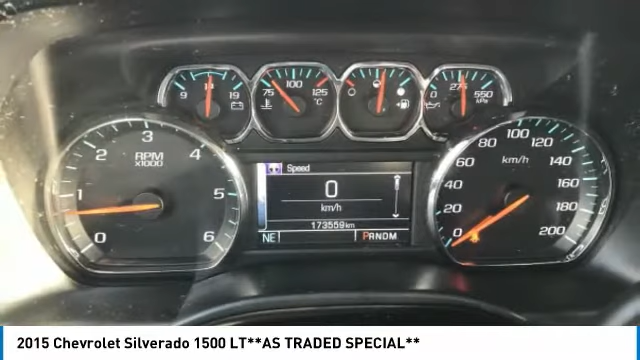 9 14 19
75 100 125
°C
0 275 550
kPa
RPM
x1000
0 1 2 3 4 5 6
Speed
0
km/h
173559km
NE PRNDM
km/h
0 20 40 60 80 100 120 140 160 180 200
2015 Chevrolet Silverado 1500 LT**AS TRADED SPECIAL**